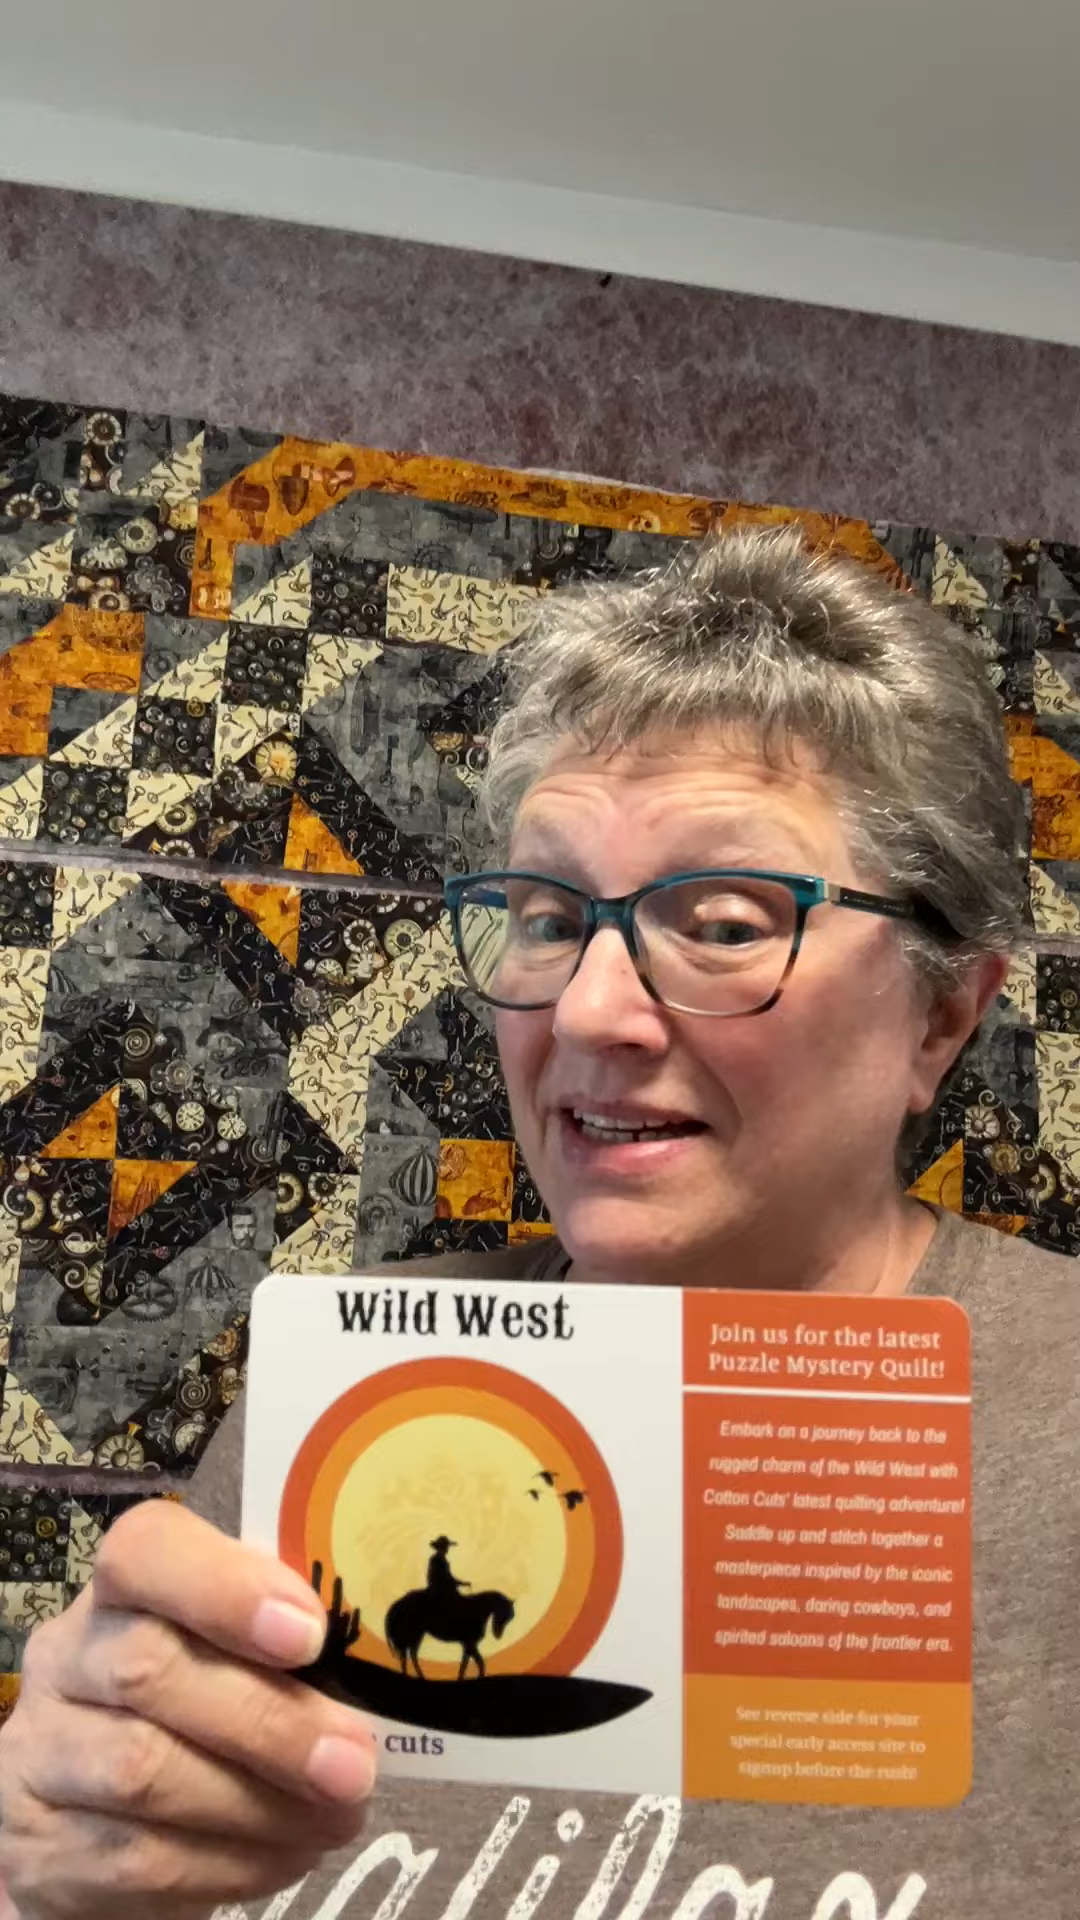 Wild West
cuts
Join us for the latest
Puzzle Mystery Quilt!
Embark on a journey back to the
rugged charm of the Wild West with
Cotton Cuts' latest quilting adventure!
Saddle up and stitch together a
masterpiece inspired by the iconic
landscapes, daring cowboys, and
spirited saloons of the frontier era.
See reverse side for your
special early access site to
signup before the rush!